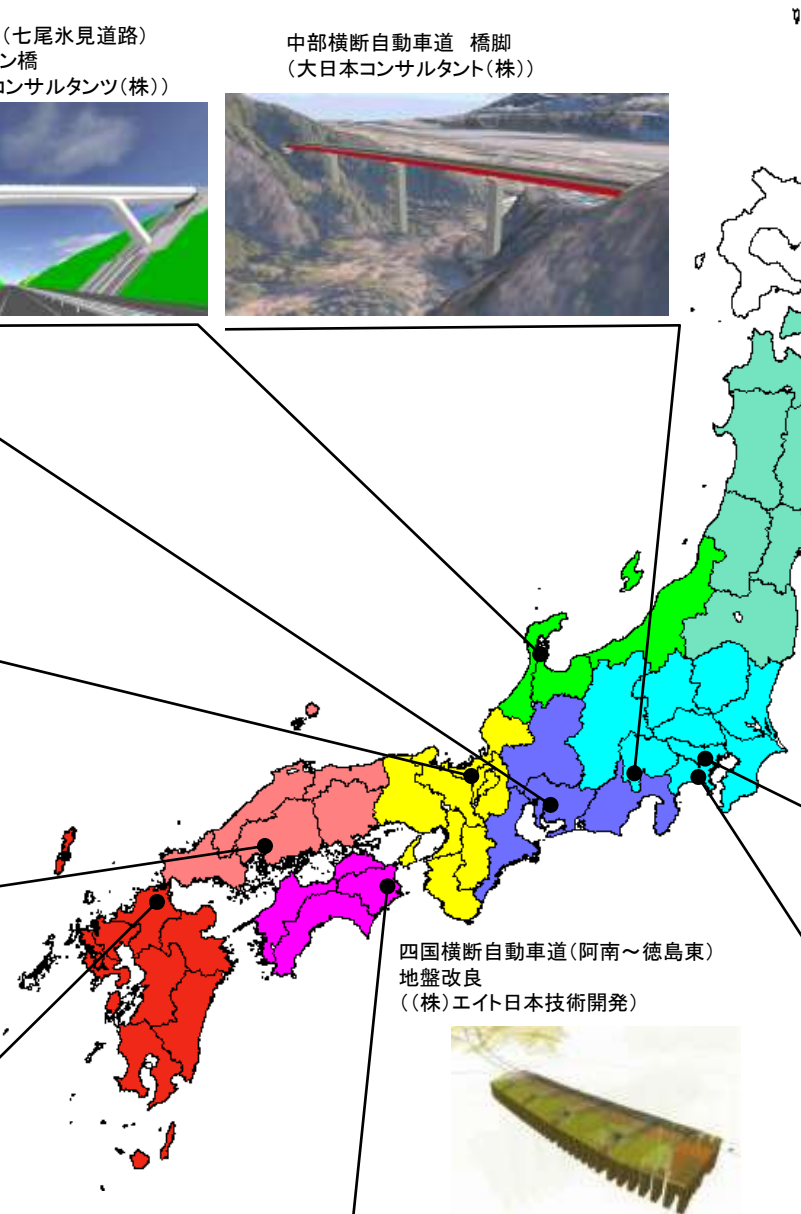 (七尾氷見道路)
ン橋
コンサルタンツ(株))
中部横断自動車道 橋脚
(大日本コンサルタント(株))
四国横断自動車道(阿南～徳島東)
地盤改良
((株)エイト日本技術開発)